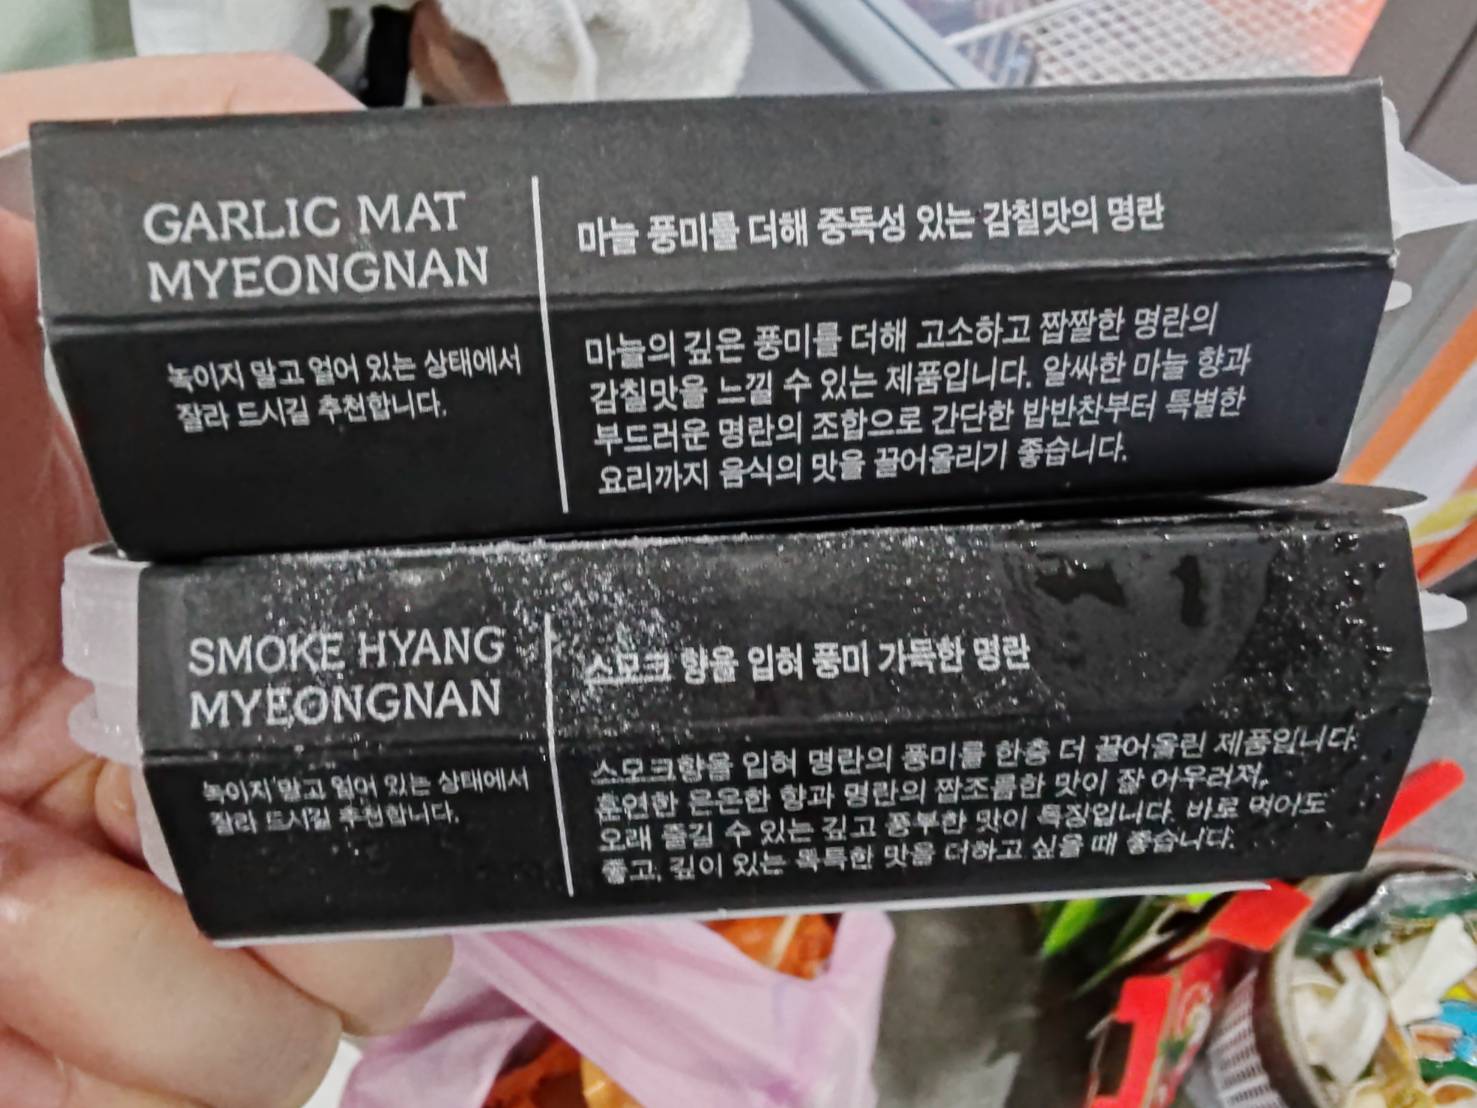 GARLIC MAT
MYEONGNAN
녹이지 말고 얼어 있는 상태에서
잘라 드시길 추천합니다.
마늘 풍미를 더해 중독성 있는 감칠맛의 명란
마늘의 깊은 풍미를 더해 고소하고 짭짤한 명란의
감칠맛을 느낄 수 있는 제품입니다. 알싸한 마늘 향과
부드러운 명란의 조합으로 간단한 밥반찬부터 특별한
요리까지 음식의 맛을 끌어올리기 좋습니다.
SMOKE HYANG
MYEONGNAN
녹이지 말고 얼어 있는 상태에서
잘라 드시길 추천합니다.
스모크 향을 입혀 풍미 가득한 명란
스모크향을 입혀 명란의 풍미를 한층 더 끌어올린 제품입니다.
훈연한 은은한 향과 명란의 짭조름한 맛이 잘 어우러져,
오래 즐길 수 있는 깊고 풍부한 맛이 특징입니다. 바로 먹어도
좋고, 깊이 있는 독특한 맛을 더하고 싶을 때 좋습니다.